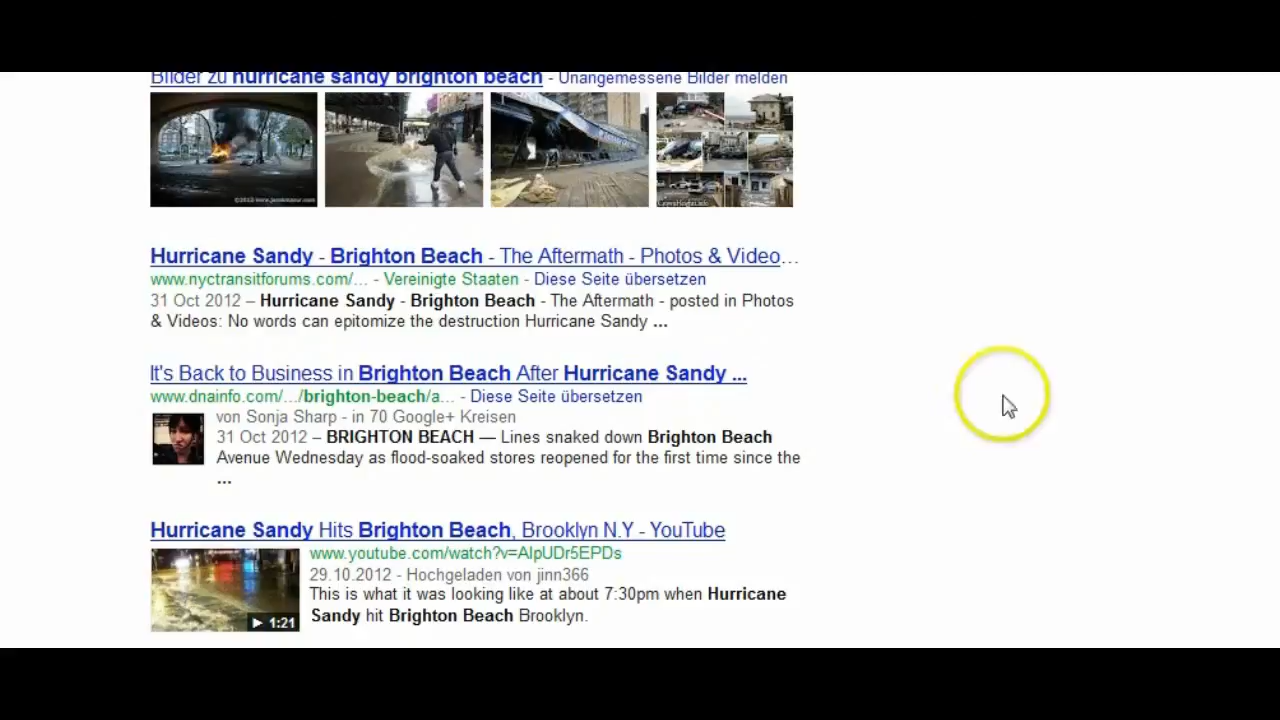 Bilder zu hurricane sandy brighton beach - Unangemessene Bilder melden
Hurricane Sandy - Brighton Beach - The Aftermath - Photos & Video...
www.nyctransitforums.com/... - Vereinigte Staaten - Diese Seite übersetzen
31 Oct 2012 – Hurricane Sandy - Brighton Beach - The Aftermath - posted in Photos
& Videos: No words can epitomize the destruction Hurricane Sandy ...
It's Back to Business in Brighton Beach After Hurricane Sandy ...
www.dnainfo.com/.../brighton-beach/a... - Diese Seite übersetzen
von Sonja Sharp - in 70 Google+ Kreisen
31 Oct 2012 – BRIGHTON BEACH — Lines snaked down Brighton Beach
Avenue Wednesday as flood-soaked stores reopened for the first time since the
...
Hurricane Sandy Hits Brighton Beach, Brooklyn N.Y - YouTube
www.youtube.com/watch?v=AlpUDr5EPDs
29.10.2012 - Hochgeladen von jinn366
This is what it was looking like at about 7:30pm when Hurricane
Sandy hit Brighton Beach Brooklyn.
1:21